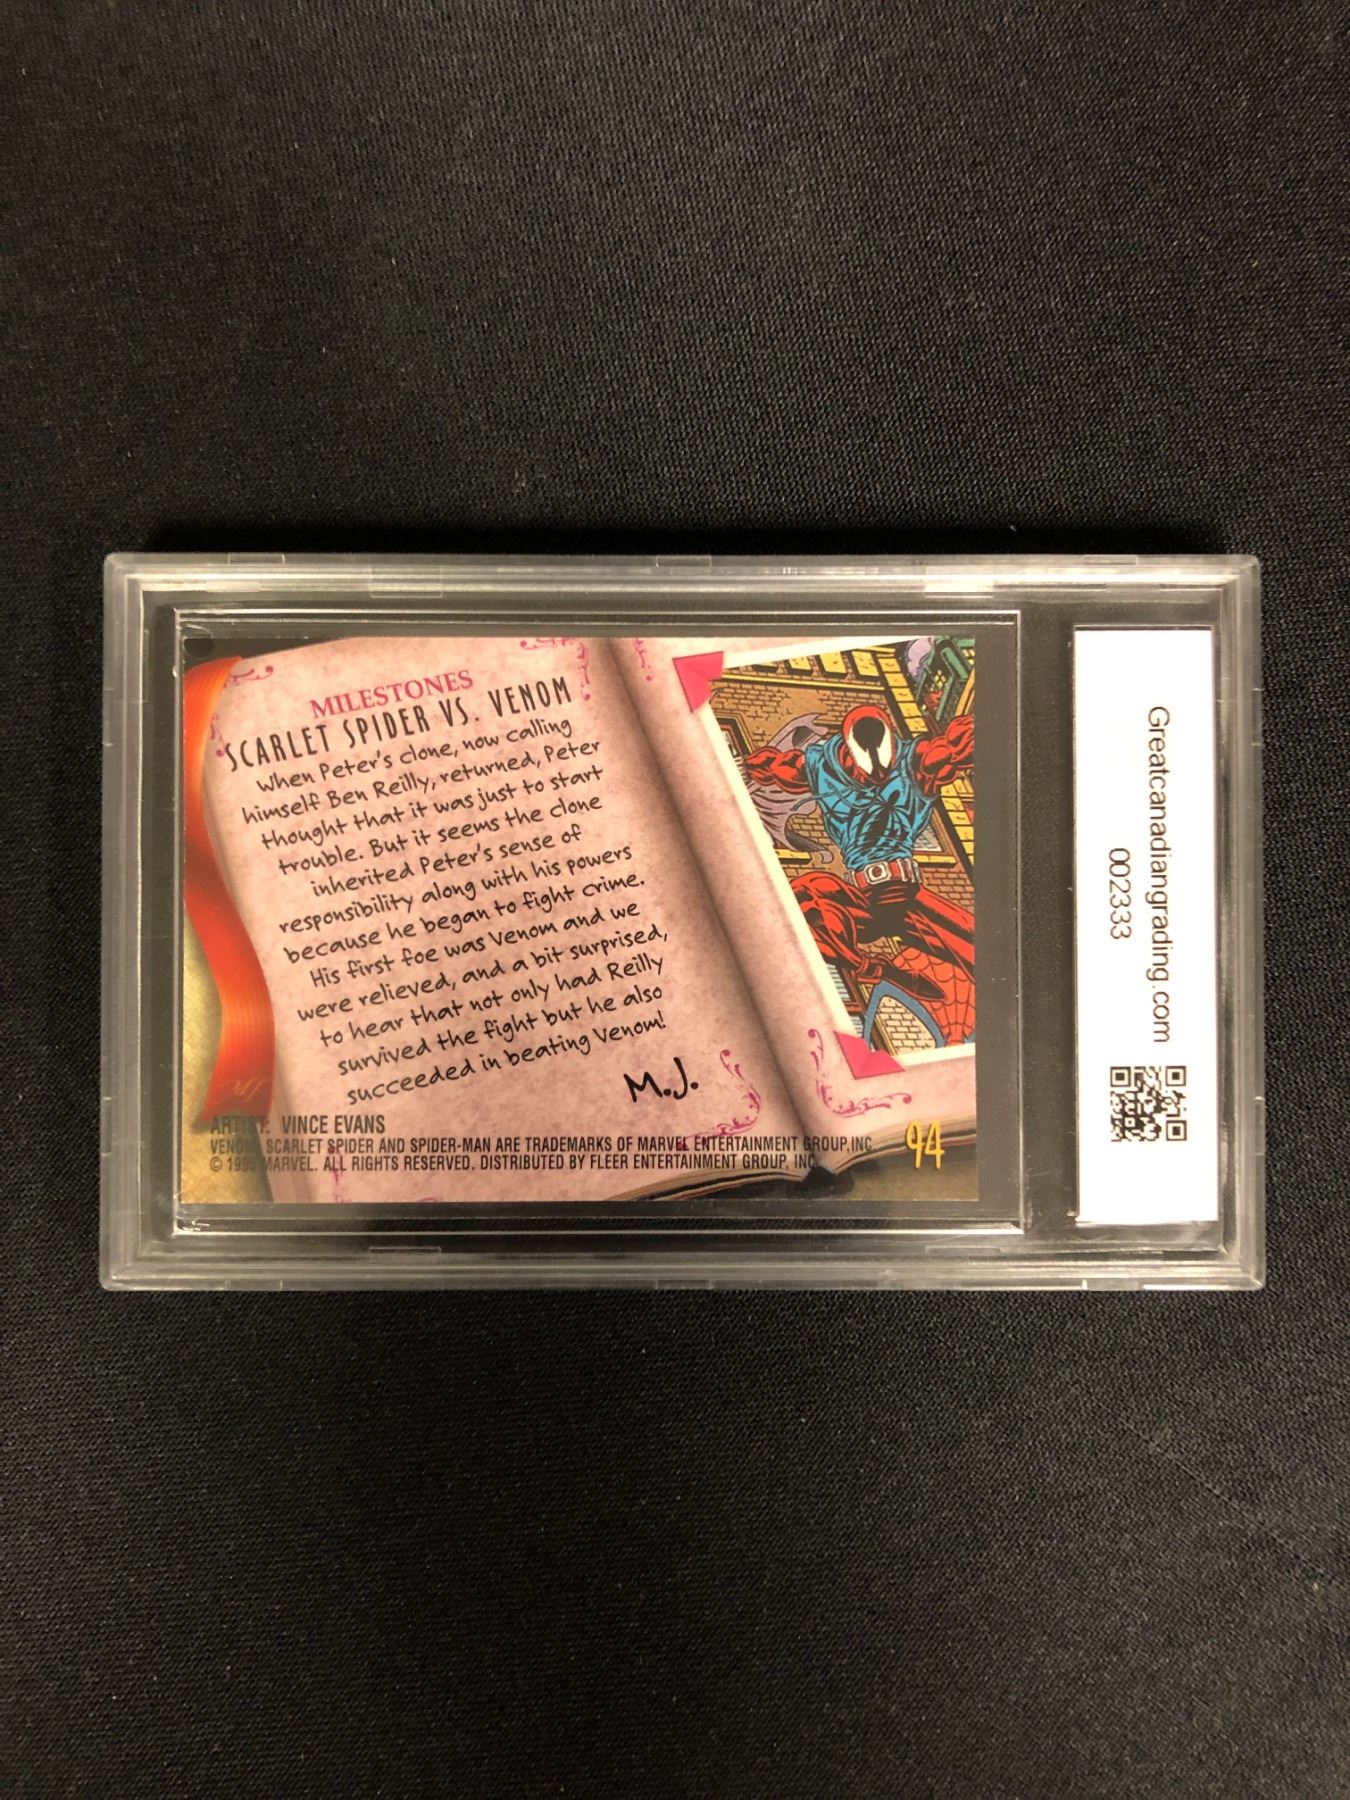 MILESTONES
SCARLET SPIDER VS. VENOM
When Peter's clone, now calling
himself Ben Reilly, returned, Peter
thought that it was just to start
trouble. But it seems the clone
inherited Peter's sense of
responsibility along with his powers
because he began to fight crime.
His first foe was Venom and we
were relieved, and a bit surprised,
to hear that not only had Reilly
survived the fight but he also
succeeded in beating Venom!
M.J.
MJ
ARTIST: VINCE EVANS
VENOM, SCARLET SPIDER AND SPIDER-MAN ARE TRADEMARKS OF MARVEL ENTERTAINMENT GROUP, INC
© 1995 MARVEL. ALL RIGHTS RESERVED. DISTRIBUTED BY FLEER ENTERTAINMENT GROUP, INC.
94
Greatcanadiangrading.com
002333